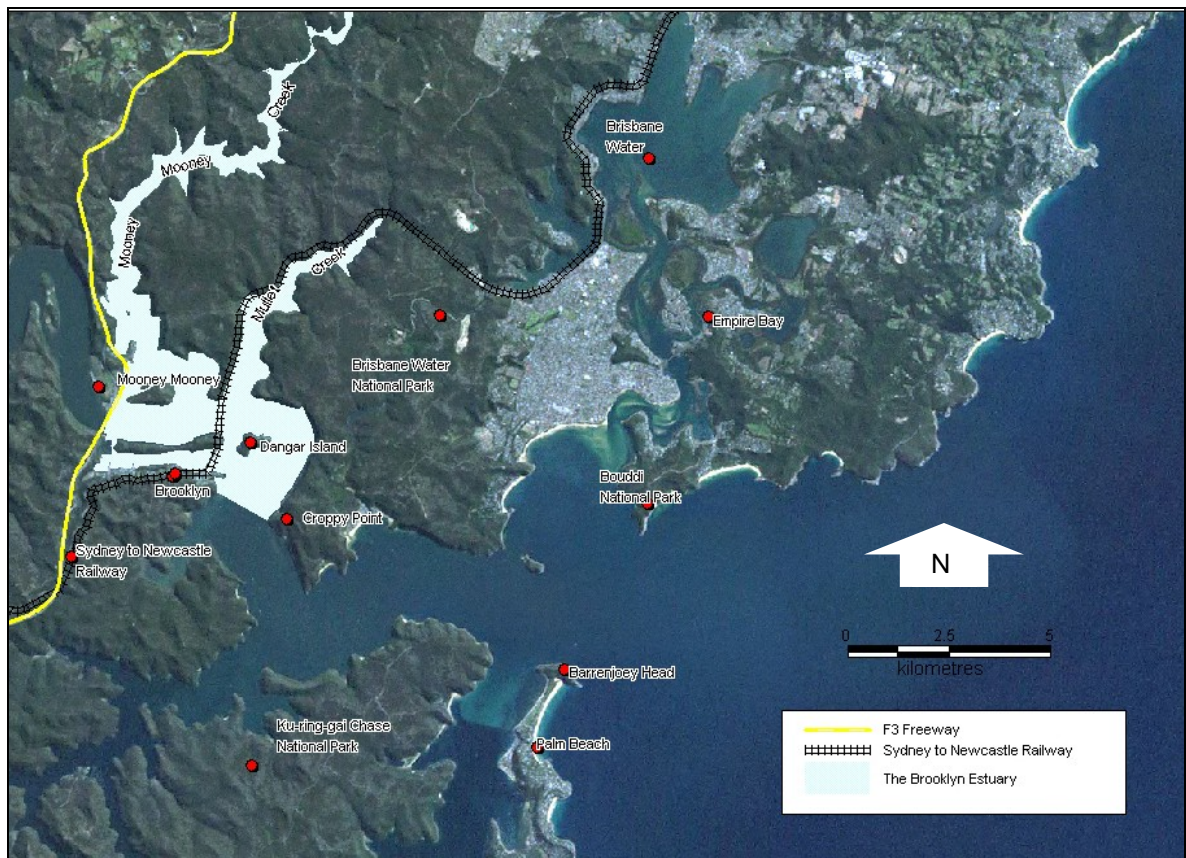 Creek
Mooney
Mooney
Brisbane
Water
Creek
Mullet
Empire Bay
Mooney Mooney
Brisbane Water
National Park
Dangar Island
Brooklyn
Bouddi
National Park
Croppy Point
Sydney to Newcastle
Railway
N
0 2.5 5
kilometres
Barrenjoey Head
Ku-ring-gai Chase
National Park
Palm Beach
F3 Freeway
Sydney to Newcastle Railway
The Brooklyn Estuary